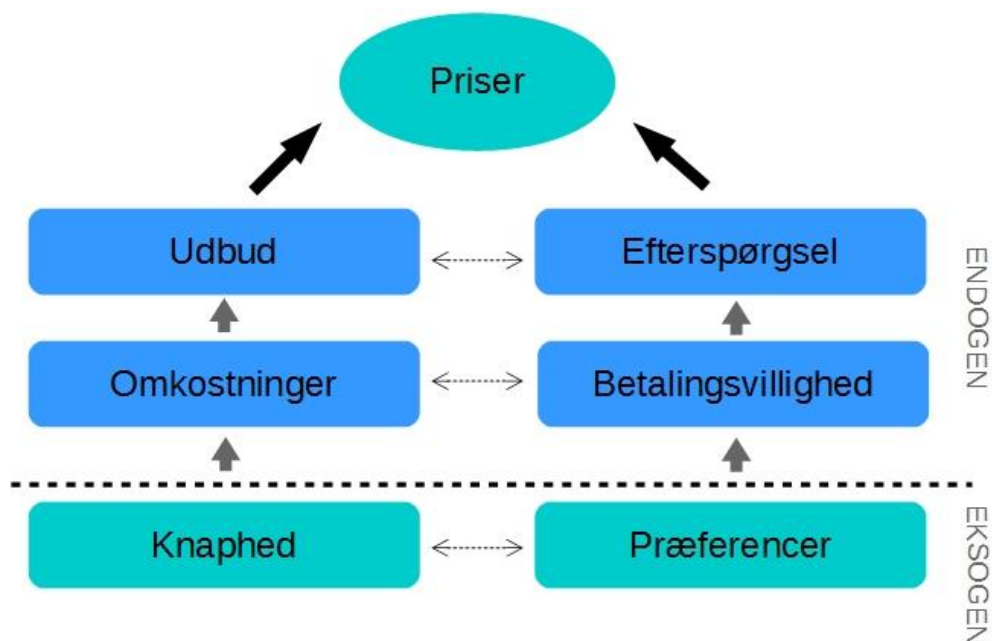 Priser
Udbud
Efterspørgsel
ENDOGEN
Omkostninger
Betalingsvillighed
Knaphed
Præferencer
EKSOGEN